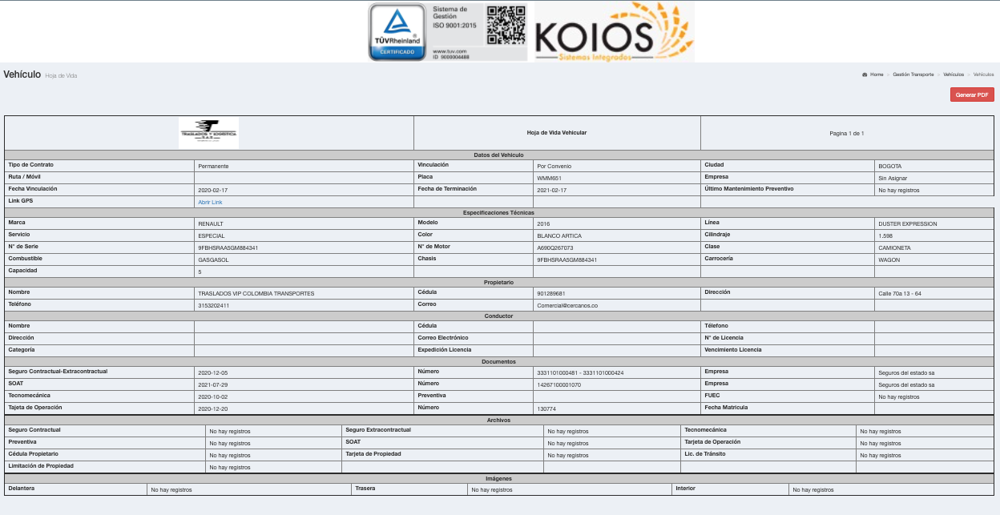 Sistema de
Gestión
ISO 9001:2015
TÜVRheinland®
CERTIFICADO
www.tuv.com
ID 9000004488
KOIOS
Sistemas Integrados
Vehículo Hoja de Vida
Home > Gestión Transporte > Vehículos > Vehículos
Generar PDF
TRASLADOS Y LOGISTICA
S.A.S
Hoja de Vida Vehicular
Pagina 1 de 1
Datos del Vehículo
Tipo de Contrato Permanente Vinculación Por Convenio Ciudad BOGOTA
Ruta / Móvil Placa WMM651 Empresa Sin Asignar
Fecha Vinculación 2020-02-17 Fecha de Terminación 2021-02-17 Último Mantenimiento Preventivo No hay registros
Link GPS Abrir Link
Especificaciones Técnicas
Marca RENAULT Modelo 2016 Línea DUSTER EXPRESSION
Servicio ESPECIAL Color BLANCO ARTICA Cilindraje 1.598
N° de Serie 9FBHSRAA5GM884341 N° de Motor A690Q267073 Clase CAMIONETA
Combustible GASGASOL Chasis 9FBHSRAA5GM884341 Carrocería WAGON
Capacidad 5
Propietario
Nombre TRASLADOS VIP COLOMBIA TRANSPORTES Cédula 901289681 Dirección Calle 70a 13 - 64
Teléfono 3153202411 Correo Comercial@cercanos.co
Conductor
Nombre Cédula Télefono
Dirección Correo Electrónico N° de Licencia
Categoría Expedición Licencia Vencimiento Licencia
Documentos
Seguro Contractual-Extracontractual 2020-12-05 Número 3331101000481 - 3331101000424 Empresa Seguros del estado sa
SOAT 2021-07-29 Número 14267100001070 Empresa Seguros del estado sa
Tecnomecánica 2020-10-02 Preventiva FUEC No hay registros
Tajeta de Operación 2020-12-20 Número 130774 Fecha Matricula
Archivos
Seguro Contractual No hay registros Seguro Extracontractual No hay registros Tecnomecánica No hay registros
Preventiva No hay registros SOAT No hay registros Tarjeta de Operación No hay registros
Cédula Propietario No hay registros Tarjeta de Propiedad No hay registros Lic. de Tránsito No hay registros
Limitación de Propiedad No hay registros
Imágenes
Delantera No hay registros Trasera No hay registros Interior No hay registros